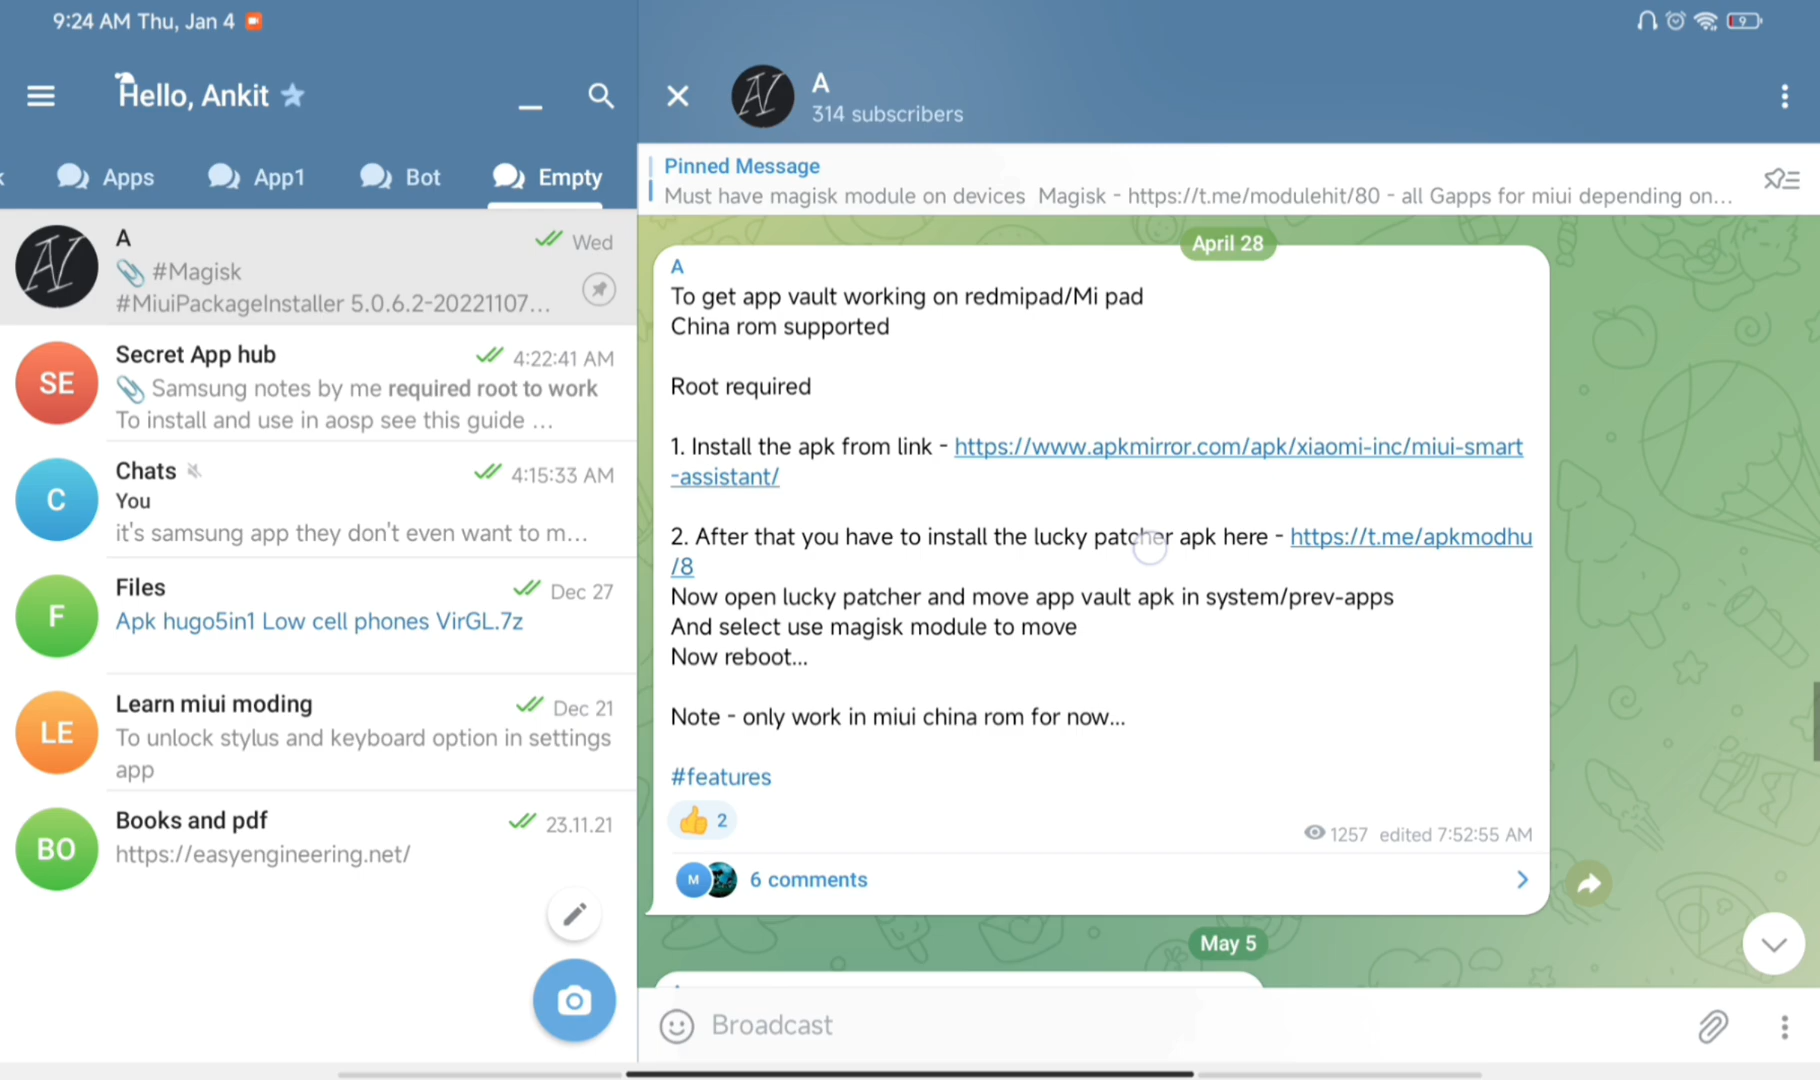 9:24 AM Thu, Jan 4
9
Hello, Ankit
Apps
App1
Bot
Empty
A
Wed
#Magisk
#MiuiPackageInstaller 5.0.6.2-20221107...
SE
Secret App hub
4:22:41 AM
Samsung notes by me required root to work
To install and use in aosp see this guide ...
C
Chats
4:15:33 AM
You
it's samsung app they don't even want to m...
F
Files
Dec 27
Apk hugo5in1 Low cell phones VirGL.7z
LE
Learn miui moding
Dec 21
To unlock stylus and keyboard option in settings
app
BO
Books and pdf
23.11.21
https://easyengineering.net/
A
314 subscribers
Pinned Message
Must have magisk module on devices Magisk - https://t.me/modulehit/80 - all Gapps for miui depending on...
April 28
A
To get app vault working on redmipad/Mi pad
China rom supported
Root required
1. Install the apk from link - https://www.apkmirror.com/apk/xiaomi-inc/miui-smart
-assistant/
2. After that you have to install the lucky patcher apk here - https://t.me/apkmodhu
/8
Now open lucky patcher and move app vault apk in system/prev-apps
And select use magisk module to move
Now reboot...
Note - only work in miui china rom for now...
#features
2
1257 edited 7:52:55 AM
M
6 comments
May 5
Broadcast